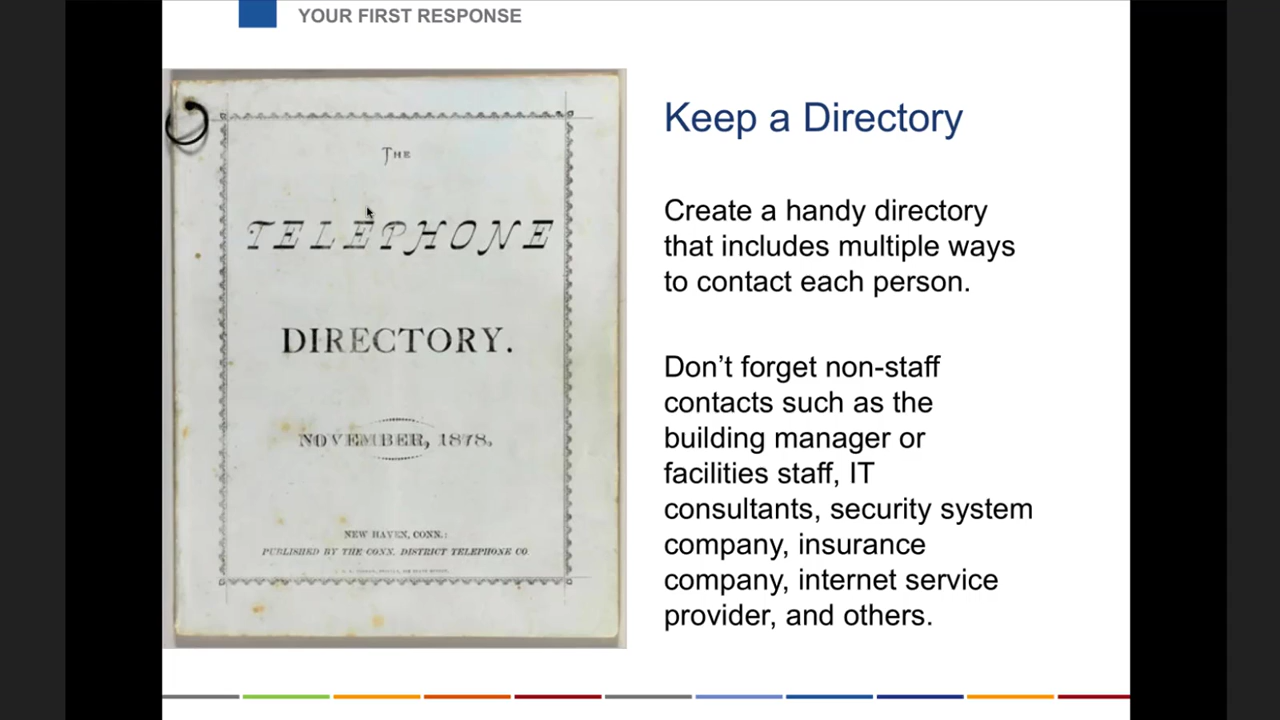 YOUR FIRST RESPONSE
THE
TELEPHONE
DIRECTORY.
NOVEMBER, 1878.
NEW HAVEN, CONN.:
PUBLISHED BY THE CONN. DISTRICT TELEPHONE CO.
Keep a Directory
Create a handy directory
that includes multiple ways
to contact each person.
Don’t forget non-staff
contacts such as the
building manager or
facilities staff, IT
consultants, security system
company, insurance
company, internet service
provider, and others.